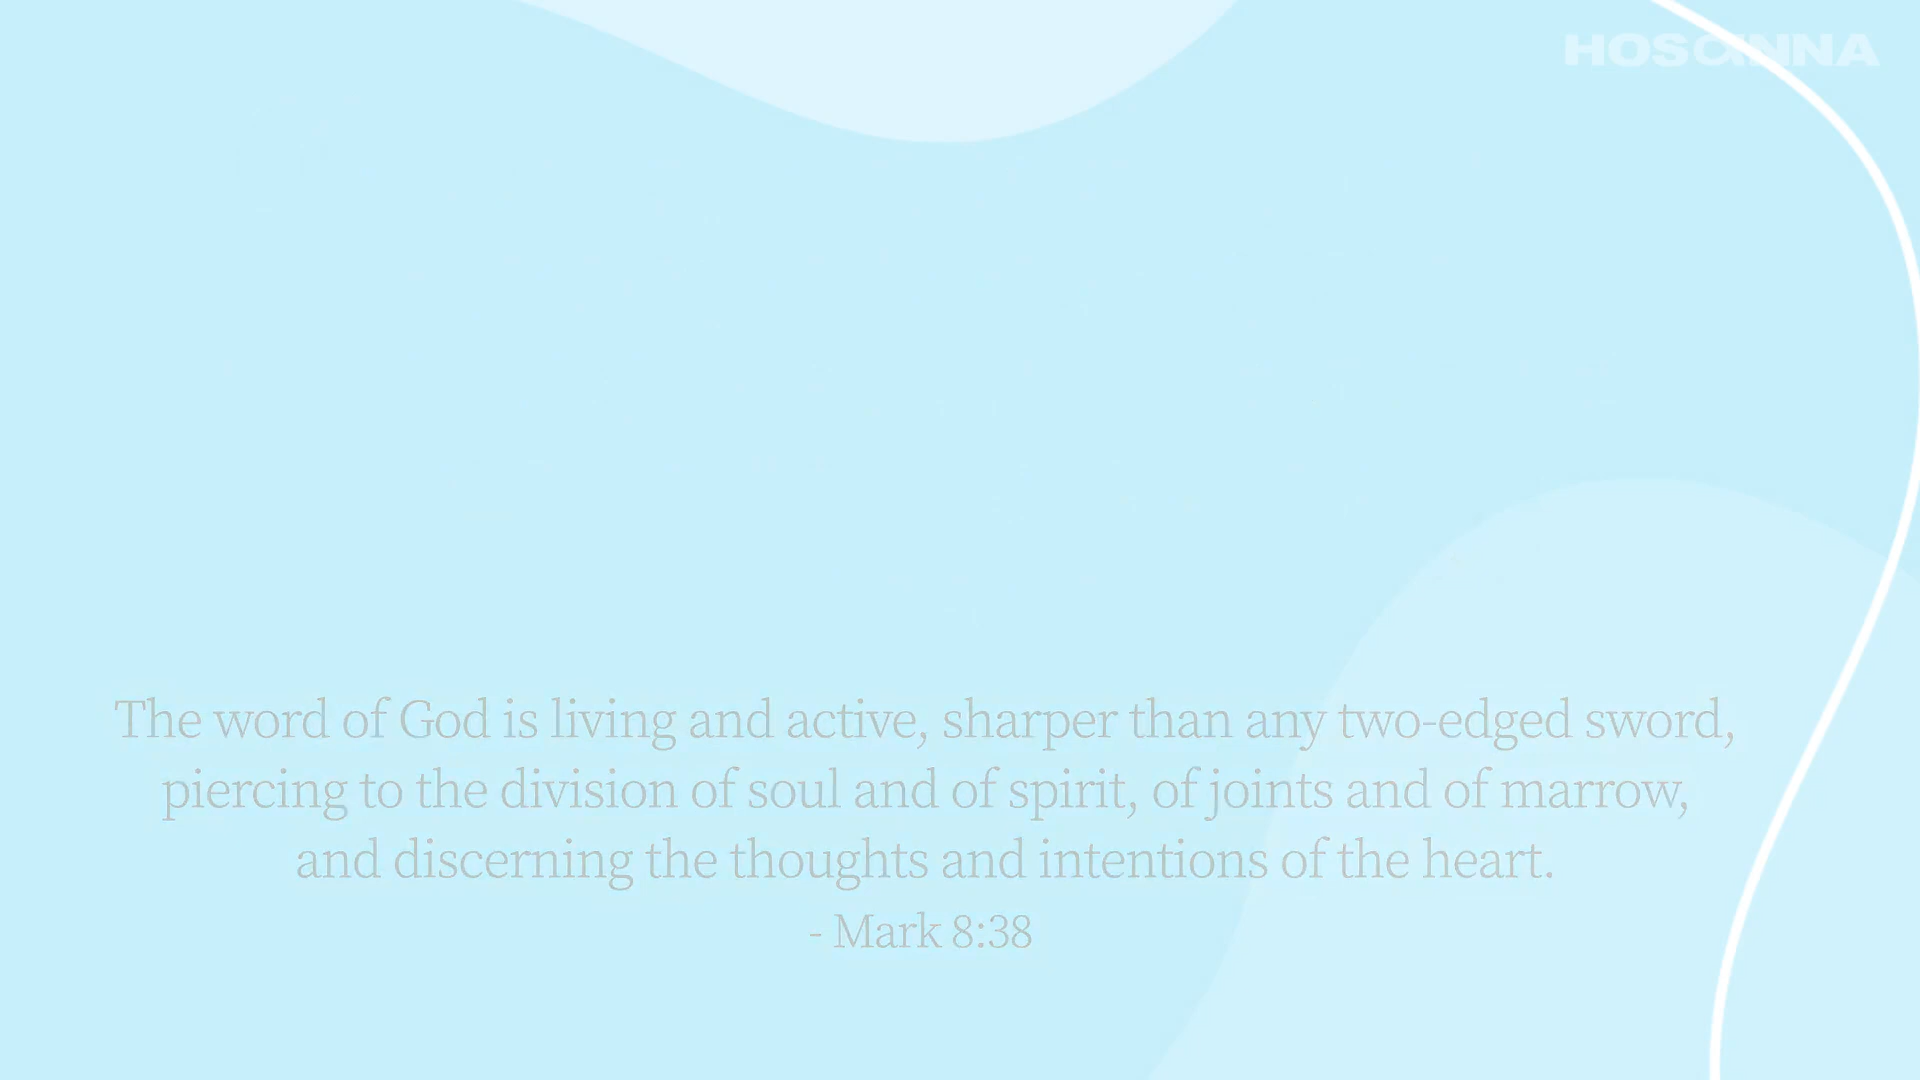 HOSANNA
The word of God is living and active, sharper than any two-edged sword,
piercing to the division of soul and of spirit, of joints and of marrow,
and discerning the thoughts and intentions of the heart.
- Mark 8:38